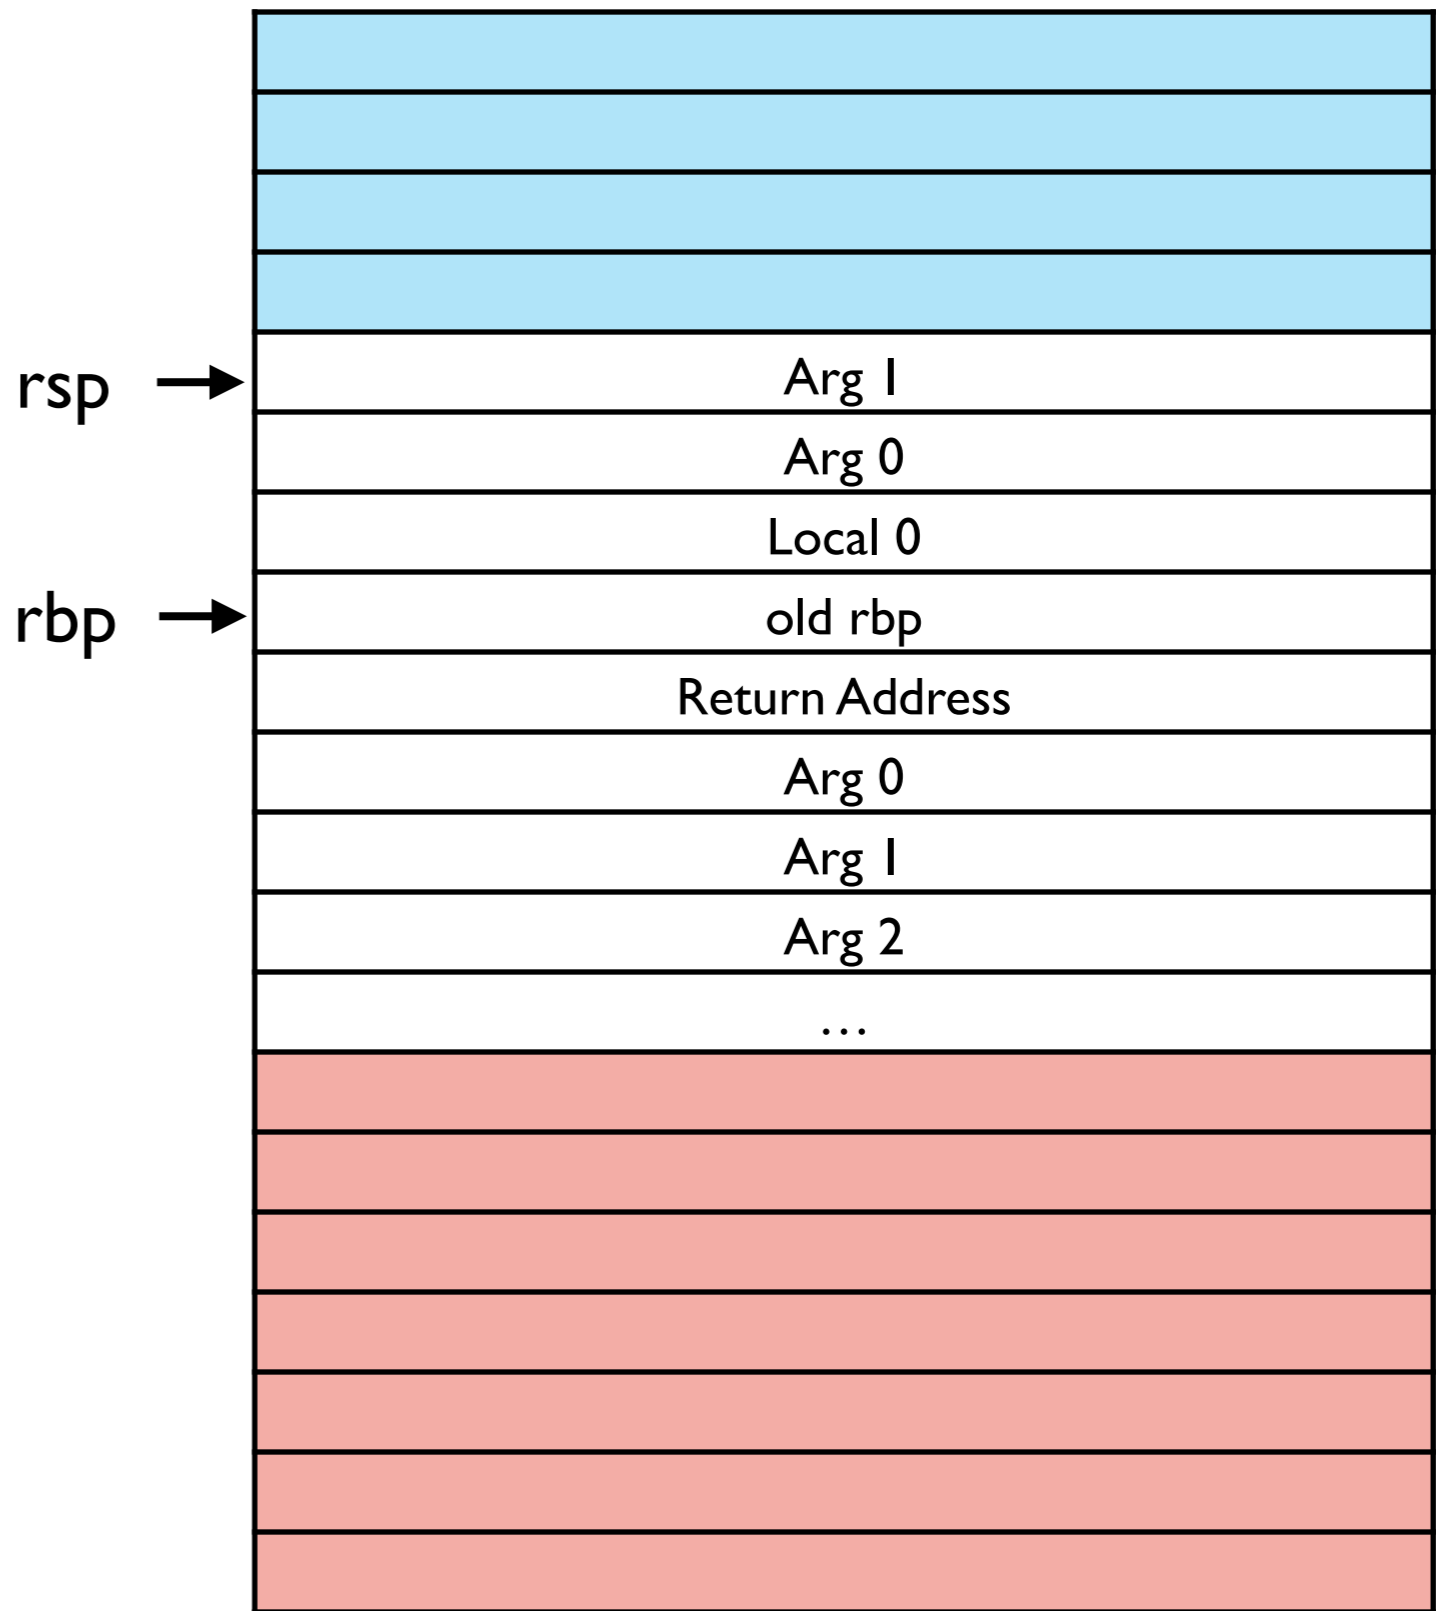 rsp
Arg 1
Arg 0
Local 0
rbp
old rbp
Return Address
Arg 0
Arg 1
Arg 2
…